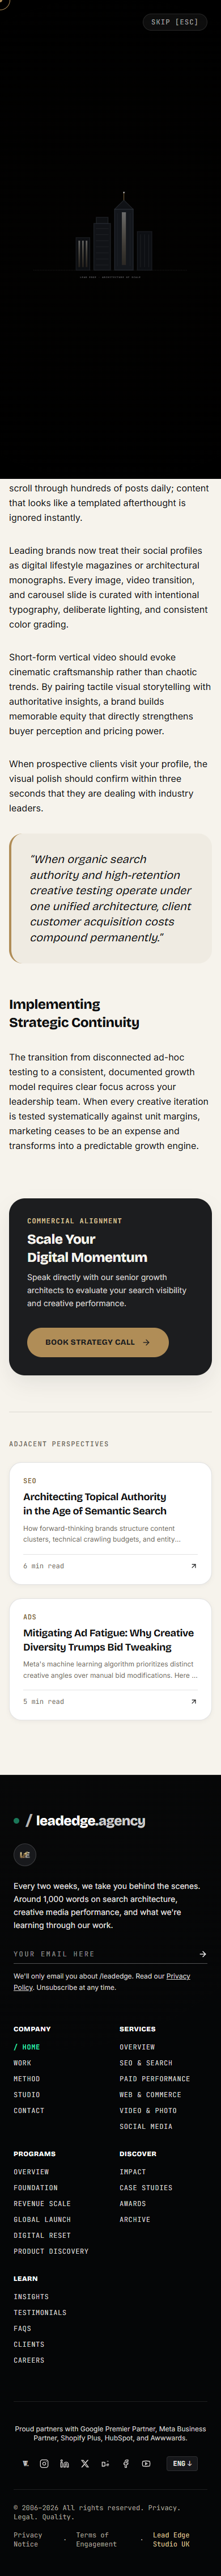 SKIP [ESC]
scroll through hundreds of posts daily; content
that looks like a templated afterthought is
ignored instantly.
Leading brands now treat their social profiles
as digital lifestyle magazines or architectural
monographs. Every image, video transition,
and carousel slide is curated with intentional
typography, deliberate lighting, and consistent
color grading.
Short-form vertical video should evoke
cinematic craftsmanship rather than chaotic
trends. By pairing tactile visual storytelling with
authoritative insights, a brand builds
memorable equity that directly strengthens
buyer perception and pricing power.
When prospective clients visit your profile, the
visual polish should confirm within three
seconds that they are dealing with industry
leaders.
“When organic search
authority and high-retention
creative testing operate under
one unified architecture, client
customer acquisition costs
compound permanently.”
Implementing
Strategic Continuity
The transition from disconnected ad-hoc
testing to a consistent, documented growth
model requires clear focus across your
leadership team. When every creative iteration
is tested systematically against unit margins,
marketing ceases to be an expense and
transforms into a predictable growth engine.
COMMERCIAL ALIGNMENT
Scale Your
Digital Momentum
Speak directly with our senior growth
architects to evaluate your search visibility
and creative performance.
BOOK STRATEGY CALL →
ADJACENT PERSPECTIVES
SEO
Architecting Topical Authority
in the Age of Semantic Search
How forward-thinking brands structure content
clusters, technical crawling budgets, and entity...
6 min read
ADS
Mitigating Ad Fatigue: Why Creative
Diversity Trumps Bid Tweaking
Meta's machine learning algorithm prioritizes distinct
creative angles over manual bid modifications. Here ...
5 min read
/ leadedge.agency
Every two weeks, we take you behind the scenes.
Around 1,000 words on search architecture,
creative media performance, and what we're
learning through our work.
YOUR EMAIL HERE
We'll only email you about /leadedge. Read our Privacy
Policy. Unsubscribe at any time.
COMPANY
/ HOME
WORK
METHOD
STUDIO
CONTACT
SERVICES
OVERVIEW
SEO & SEARCH
PAID PERFORMANCE
WEB & COMMERCE
VIDEO & PHOTO
SOCIAL MEDIA
PROGRAMS
OVERVIEW
FOUNDATION
REVENUE SCALE
GLOBAL LAUNCH
DIGITAL RESET
PRODUCT DISCOVERY
DISCOVER
IMPACT
CASE STUDIES
AWARDS
ARCHIVE
LEARN
INSIGHTS
TESTIMONIALS
FAQS
CLIENTS
CAREERS
Proud partners with Google Premier Partner, Meta Business
Partner, Shopify Plus, HubSpot, and Awwwards.
ENG ↓
© 2006–2026 All rights reserved. Privacy.
Legal. Quality.
Privacy
Notice
·
Terms of
Engagement
·
Lead Edge
Studio UK